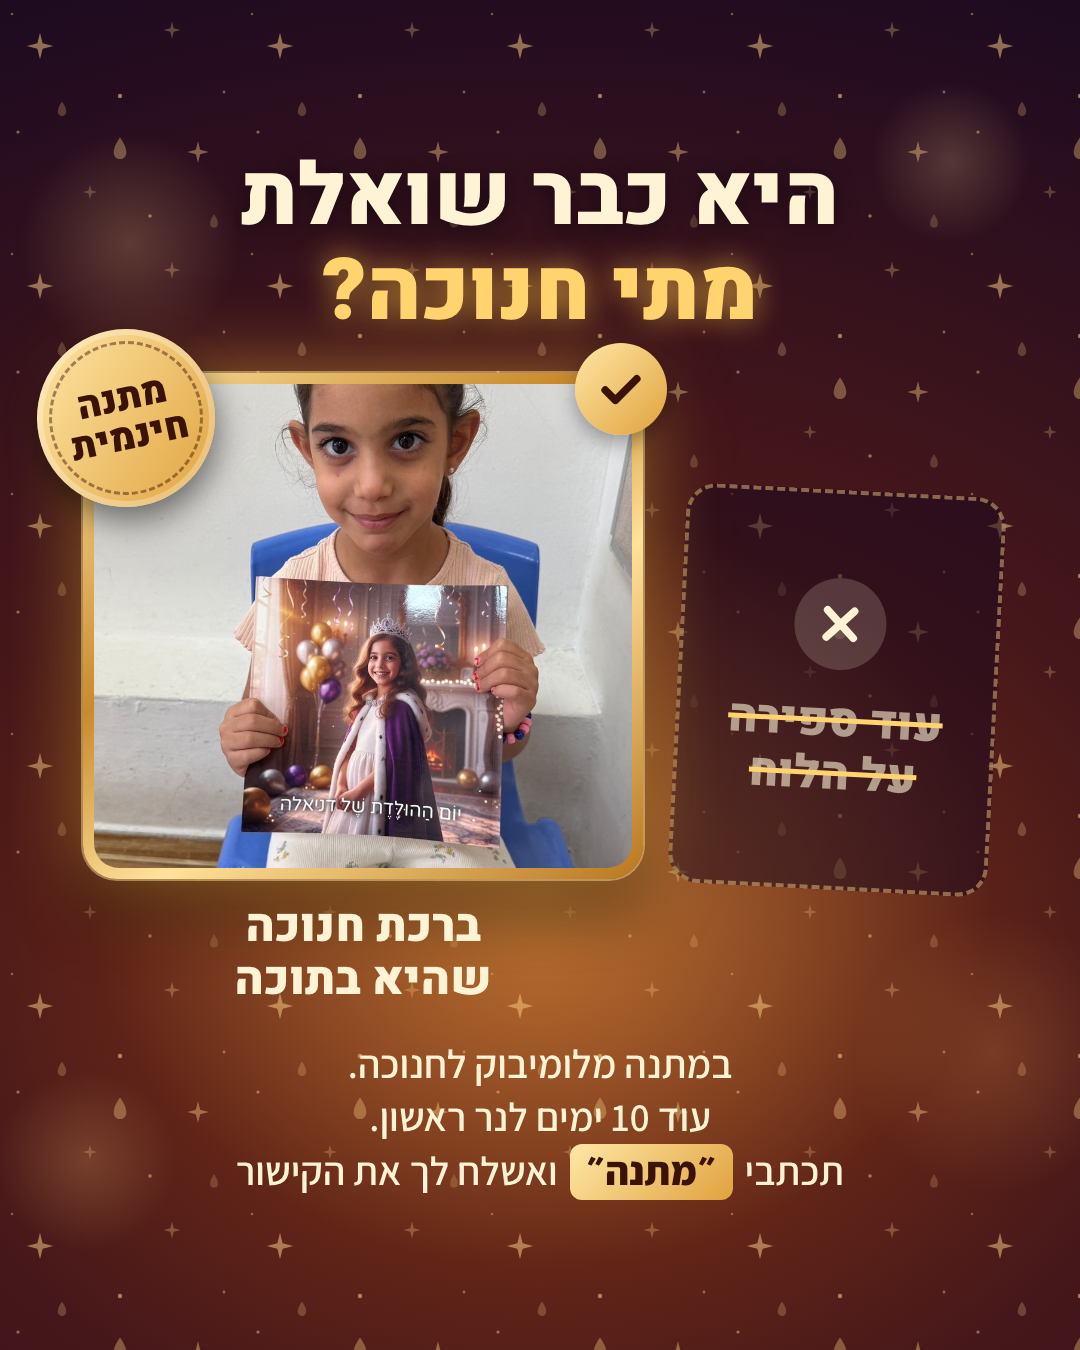 היא כבר שואלת
מתי חנוכה?
מתנה
חינמית
יוֹם הַהוּלֶּדֶת שֶׁל דניאלה
עוד ספירה
על הלוח
ברכת חנוכה
שהיא בתוכה
במתנה מלומיבוק לחנוכה.
עוד 10 ימים לנר ראשון.
תכתבי ״מתנה״ ואשלח לך את הקישור